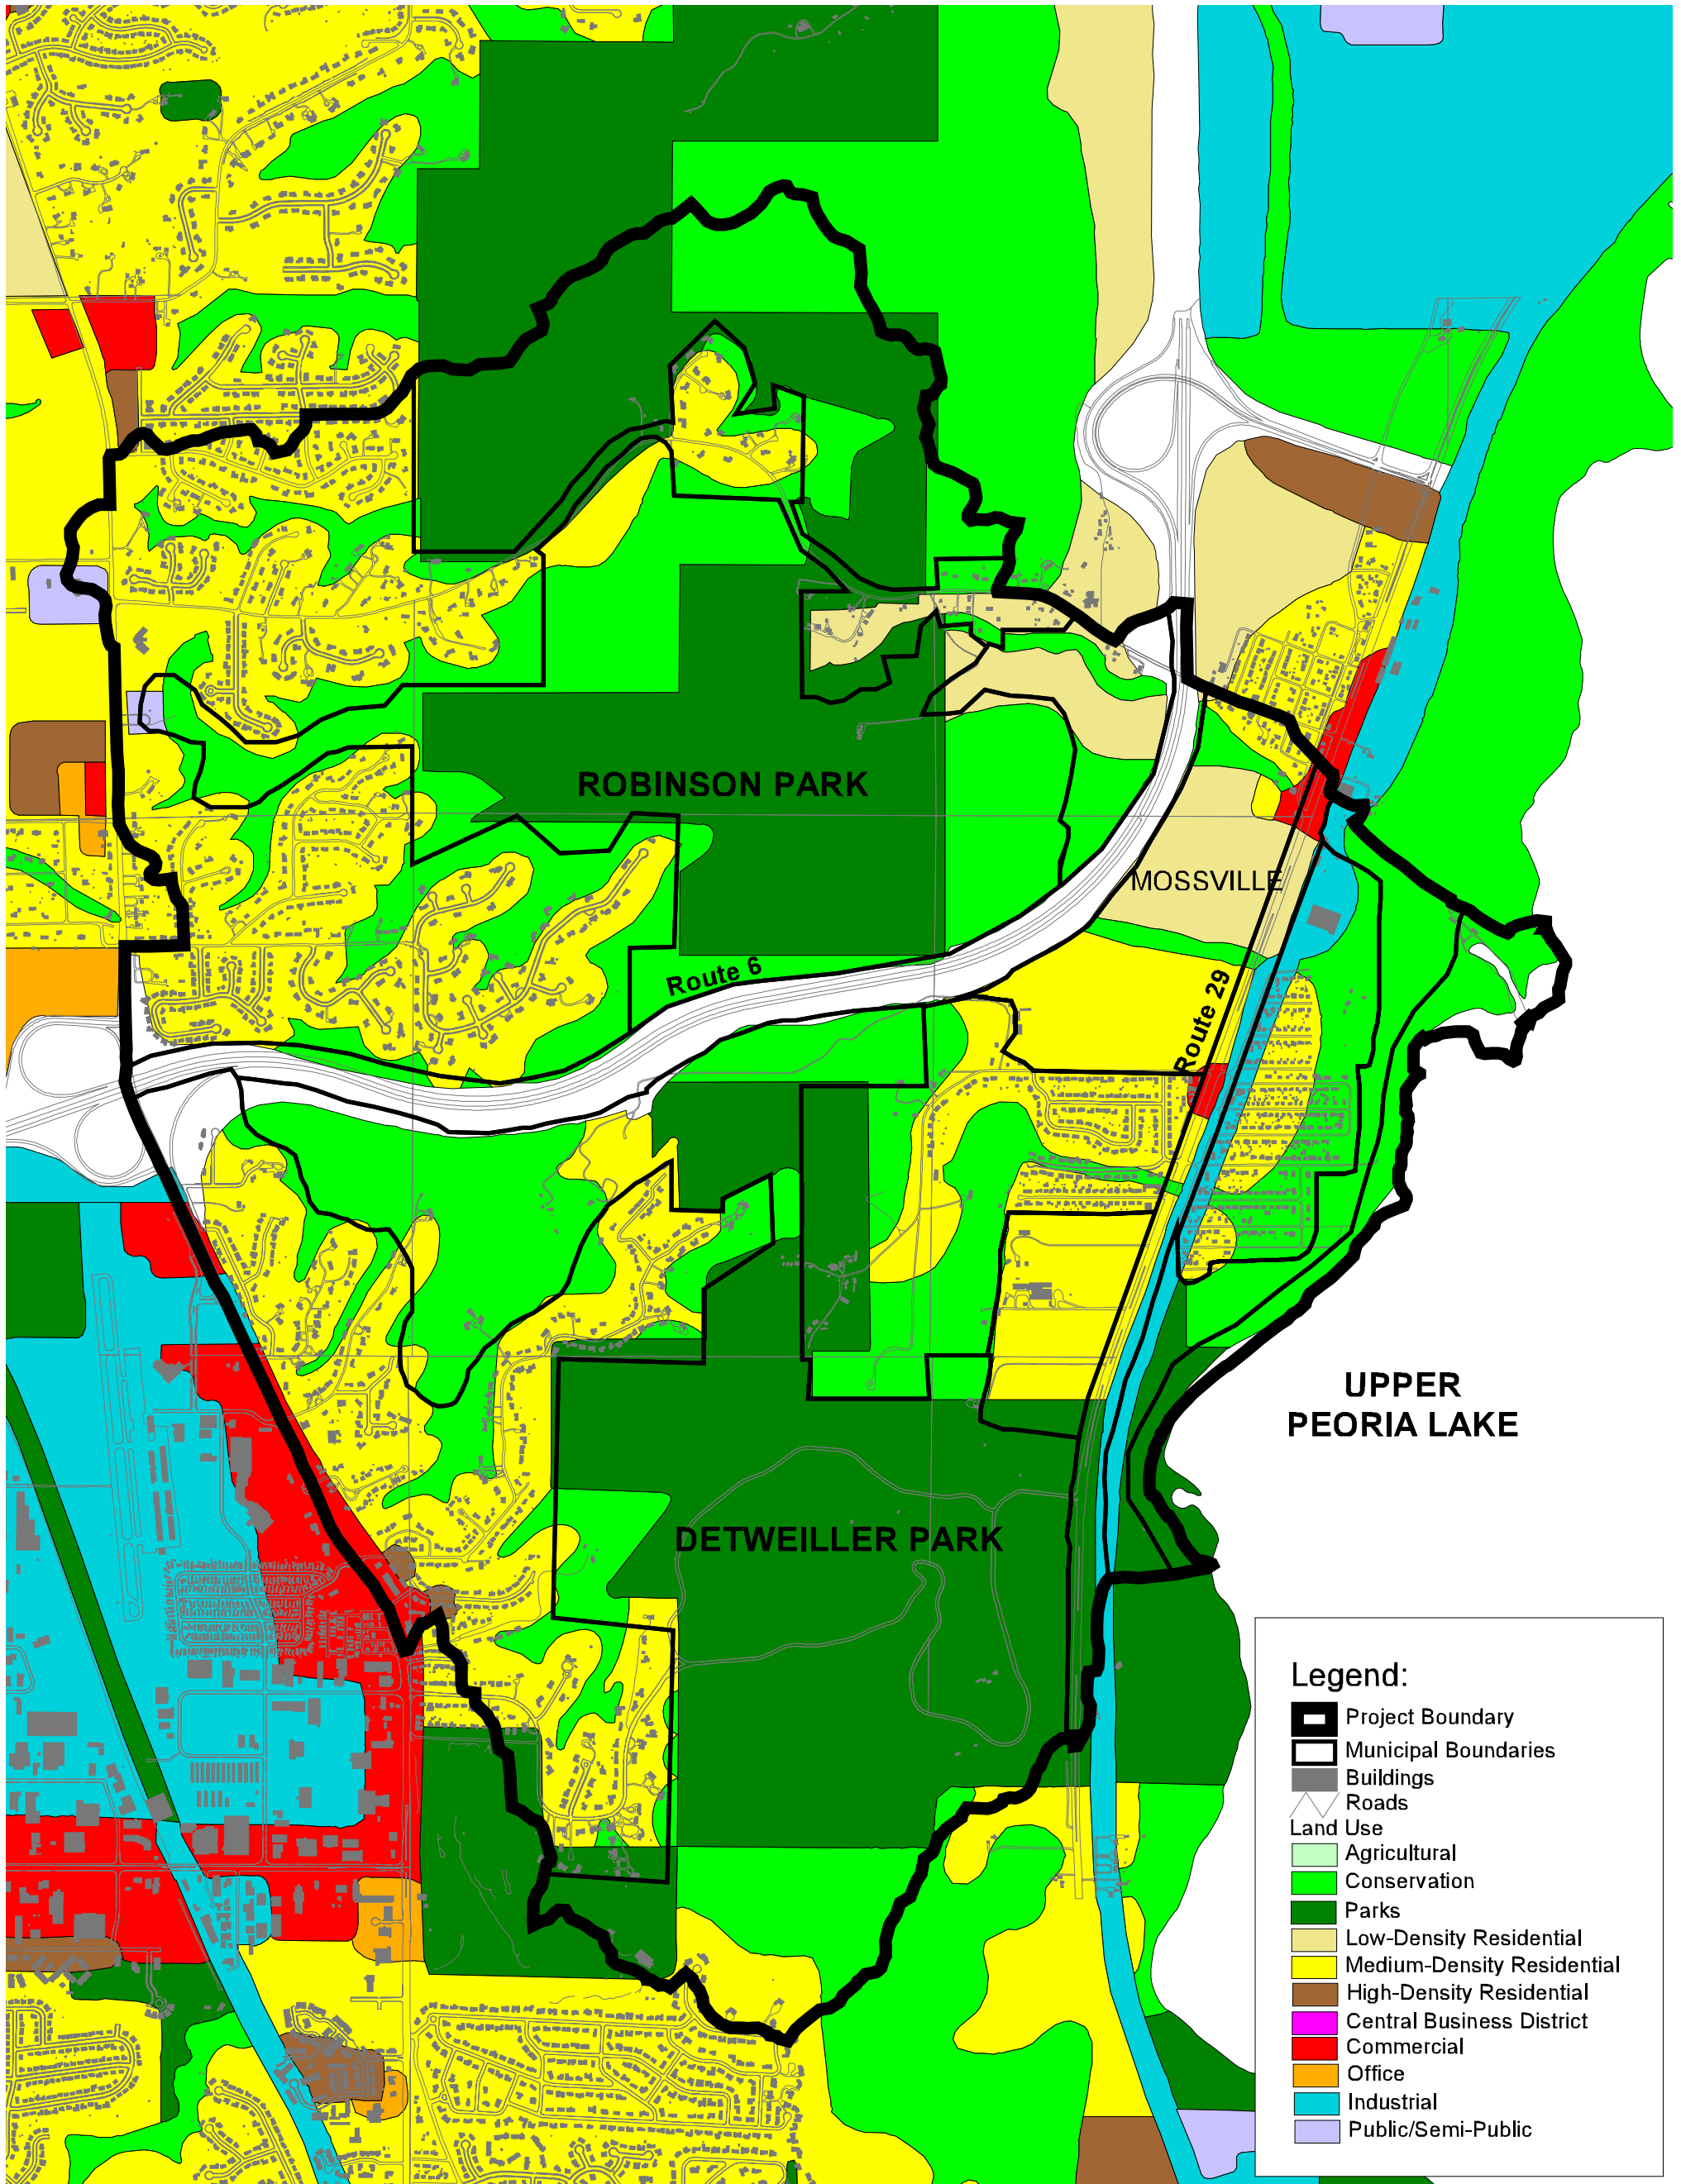 ROBINSON PARK
MOSSVILLE
Route 6
Route 29
UPPER
PEORIA LAKE
DETWEILLER PARK
Legend:
Project Boundary
Municipal Boundaries
Buildings
Roads
Land Use
Agricultural
Conservation
Parks
Low-Density Residential
Medium-Density Residential
High-Density Residential
Central Business District
Commercial
Office
Industrial
Public/Semi-Public